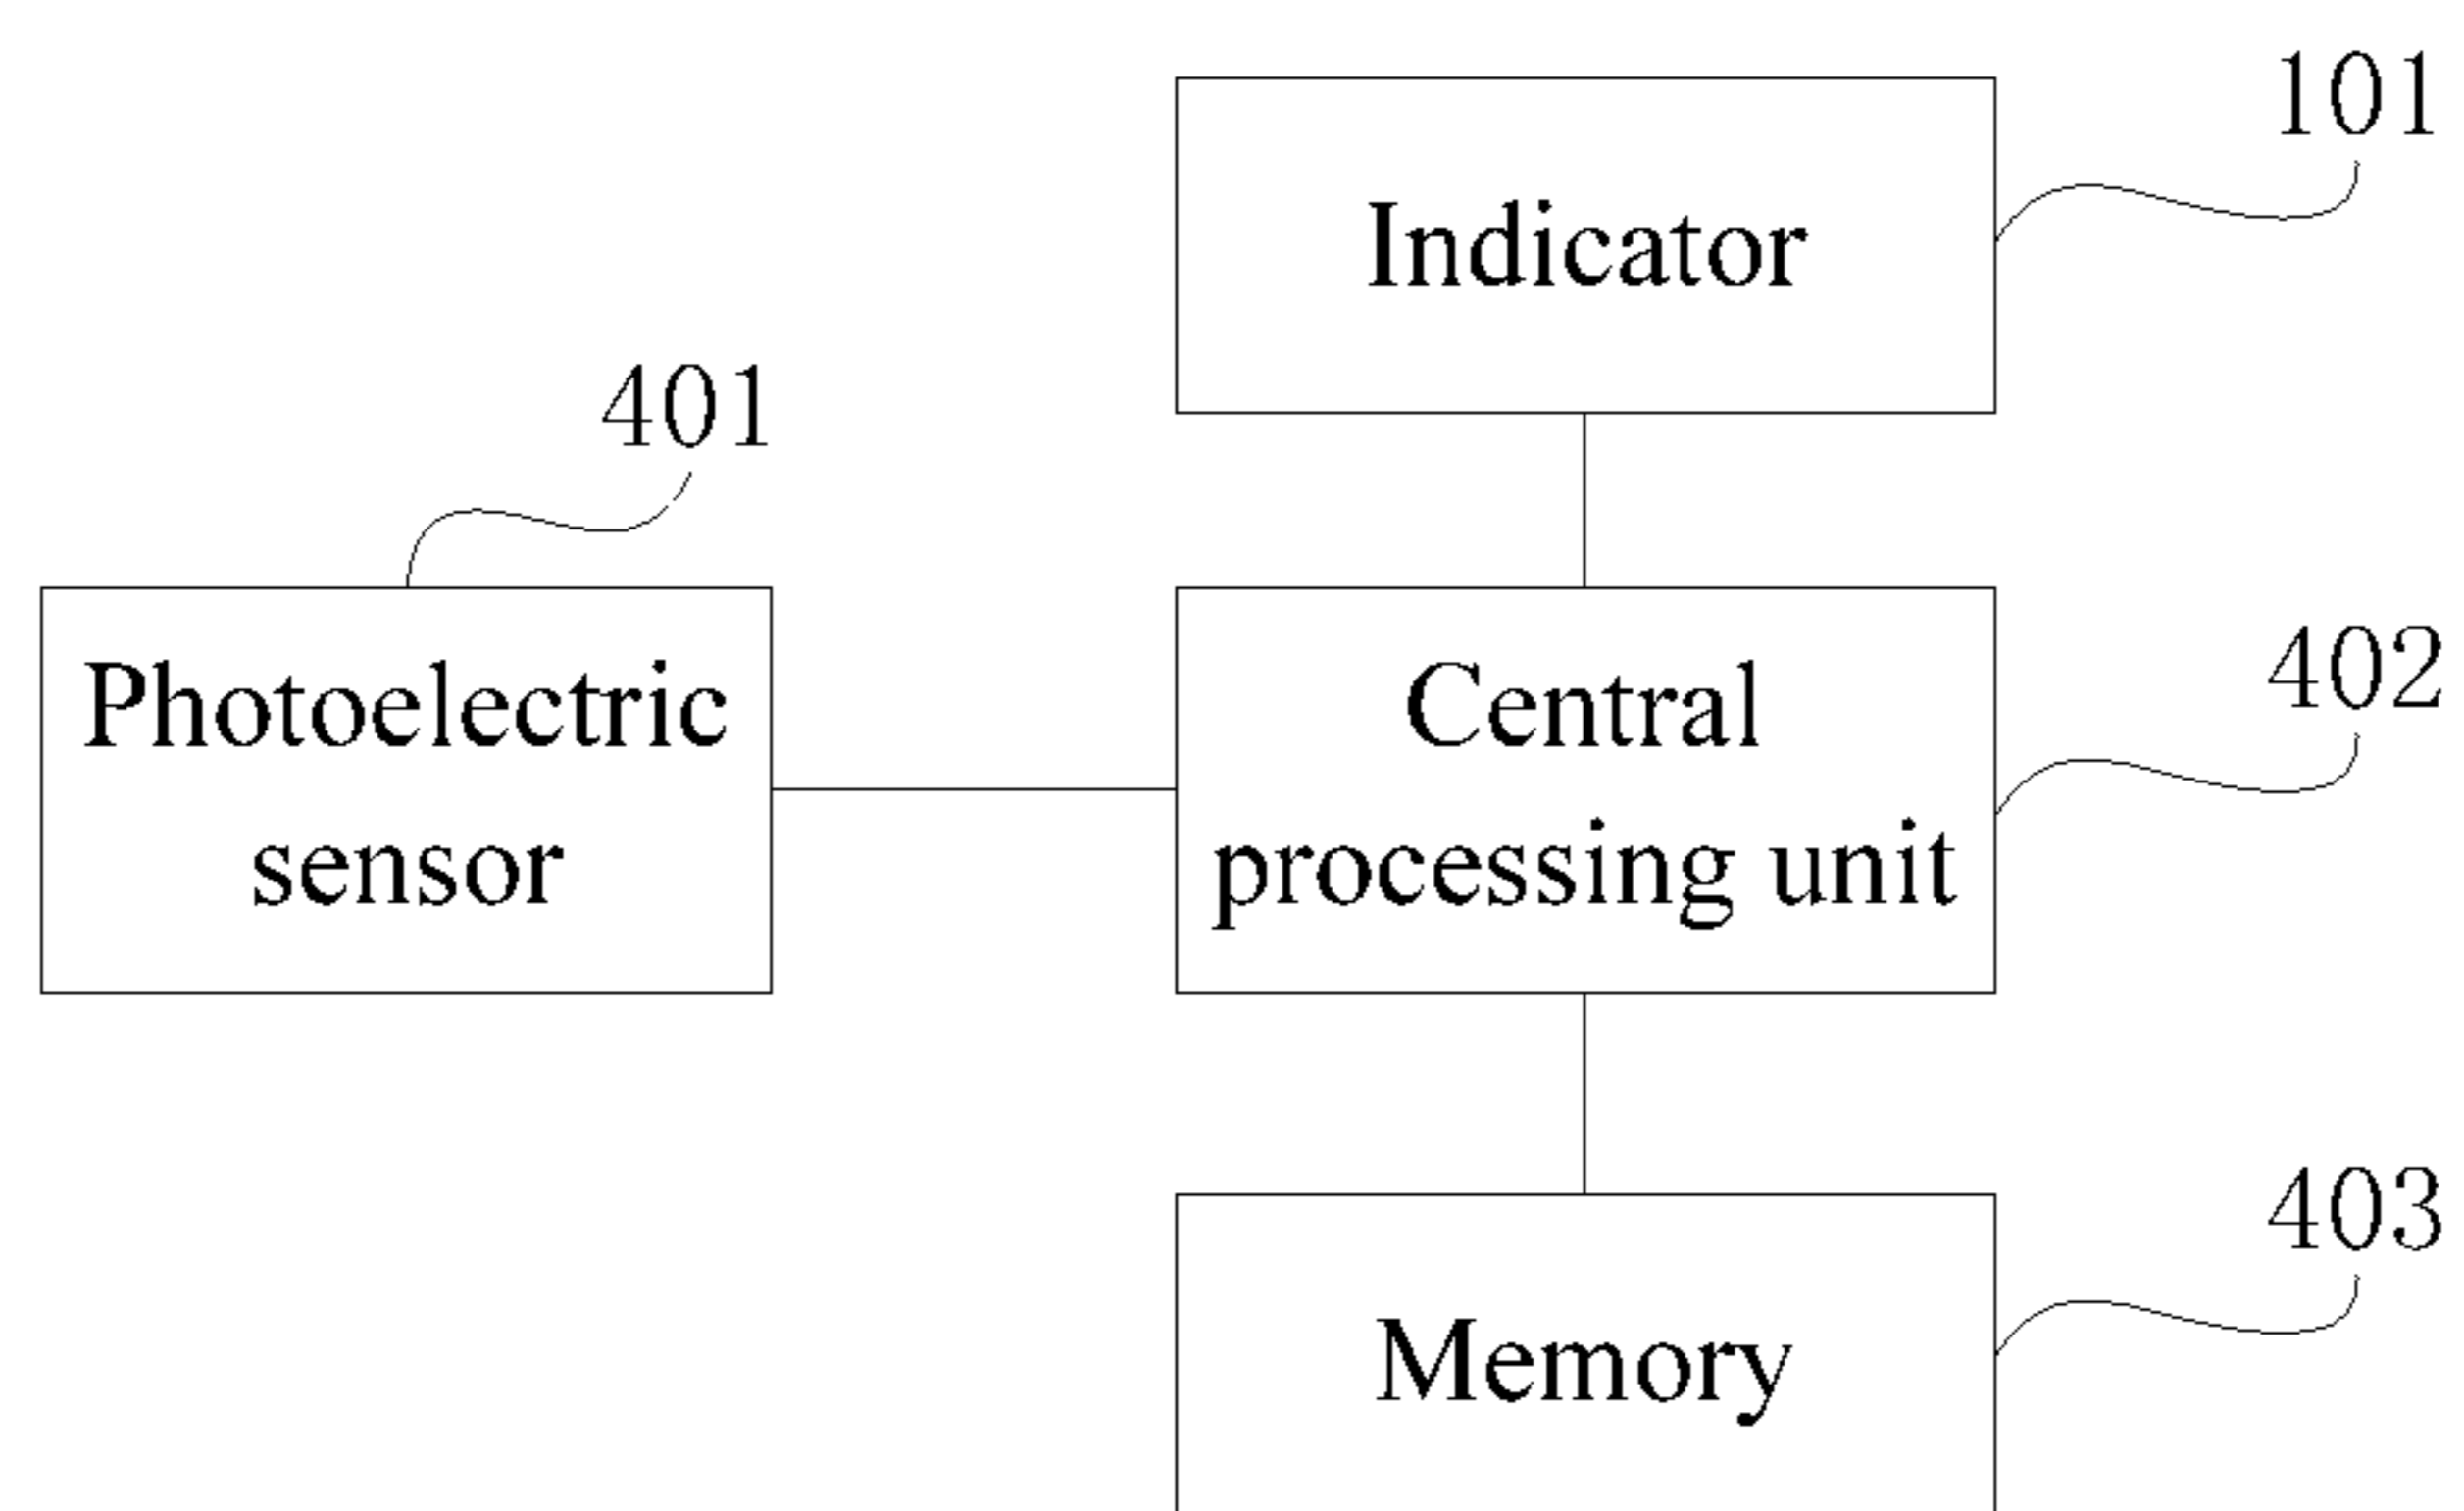 101
Indicator
401
Photoelectric
sensor
Central
processing unit
402
403
Memory